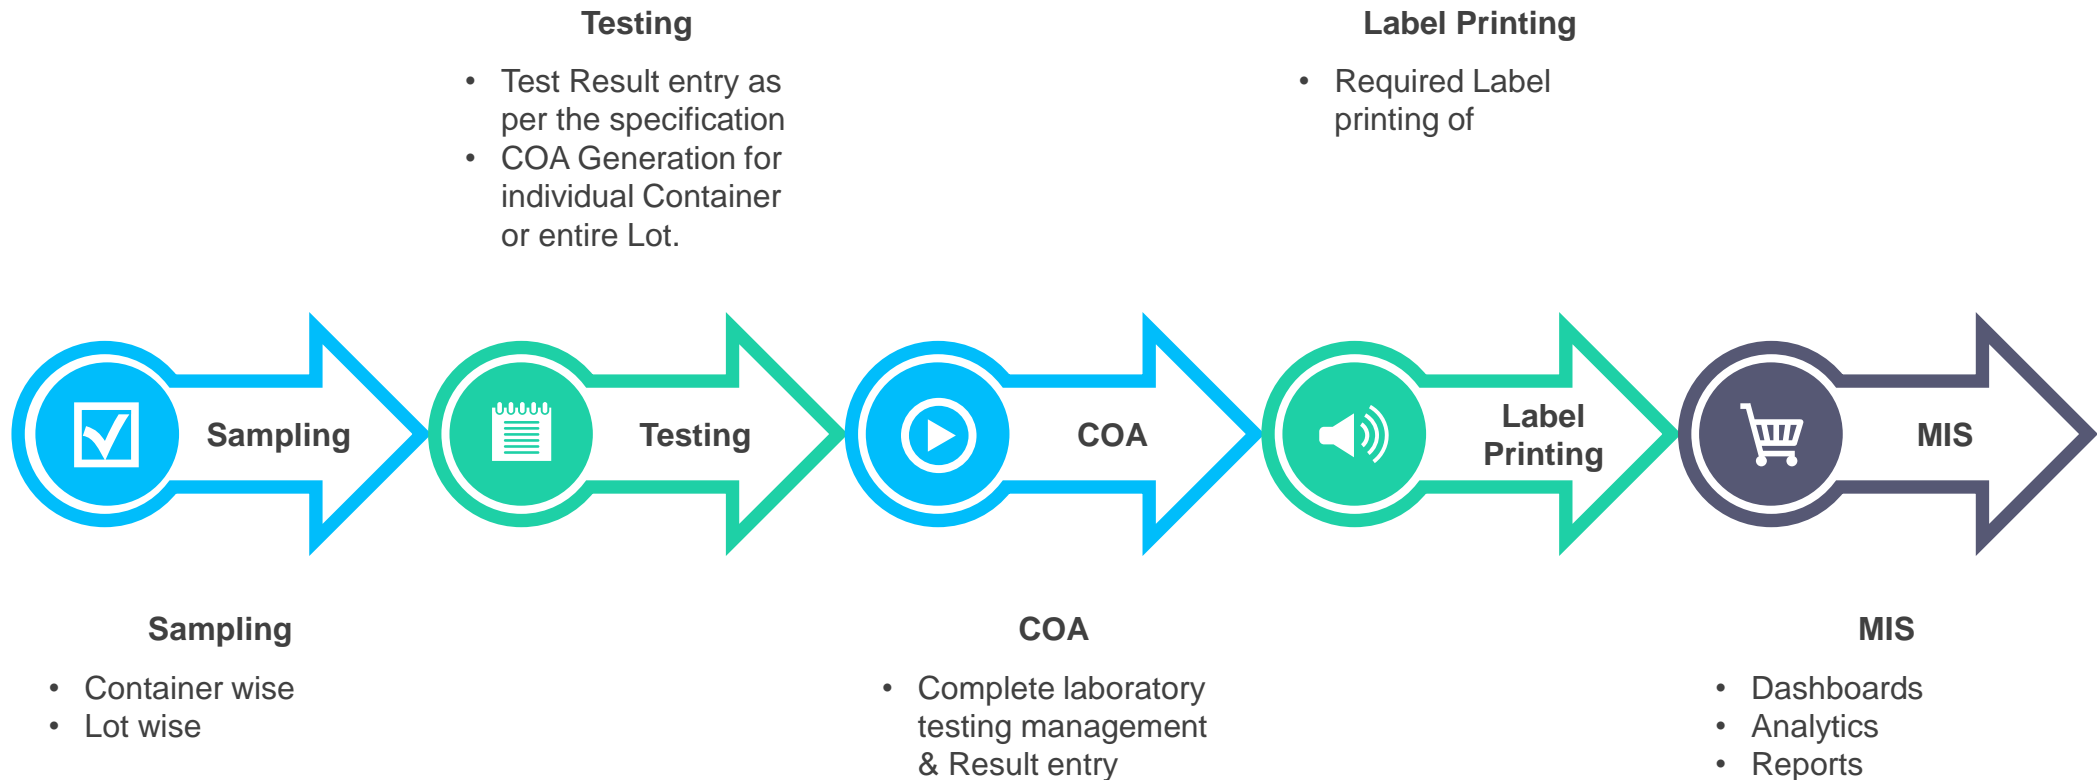 Testing
• Test Result entry as
per the specification
• COA Generation for
individual Container
or entire Lot.
Label Printing
• Required Label
printing of
Sampling
Testing
COA
Label
Printing
MIS
Sampling
• Container wise
• Lot wise
COA
• Complete laboratory
testing management
& Result entry
MIS
• Dashboards
• Analytics
• Reports